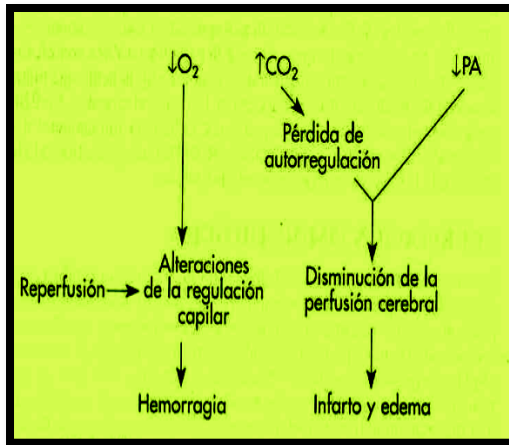 ↓O₂ ↑CO₂ ↓PA
Pérdida de
autorregulación
Reperfusión → Alteraciones
de la regulación
capilar
Disminución de la
perfusión cerebral
Hemorragia
Infarto y edema